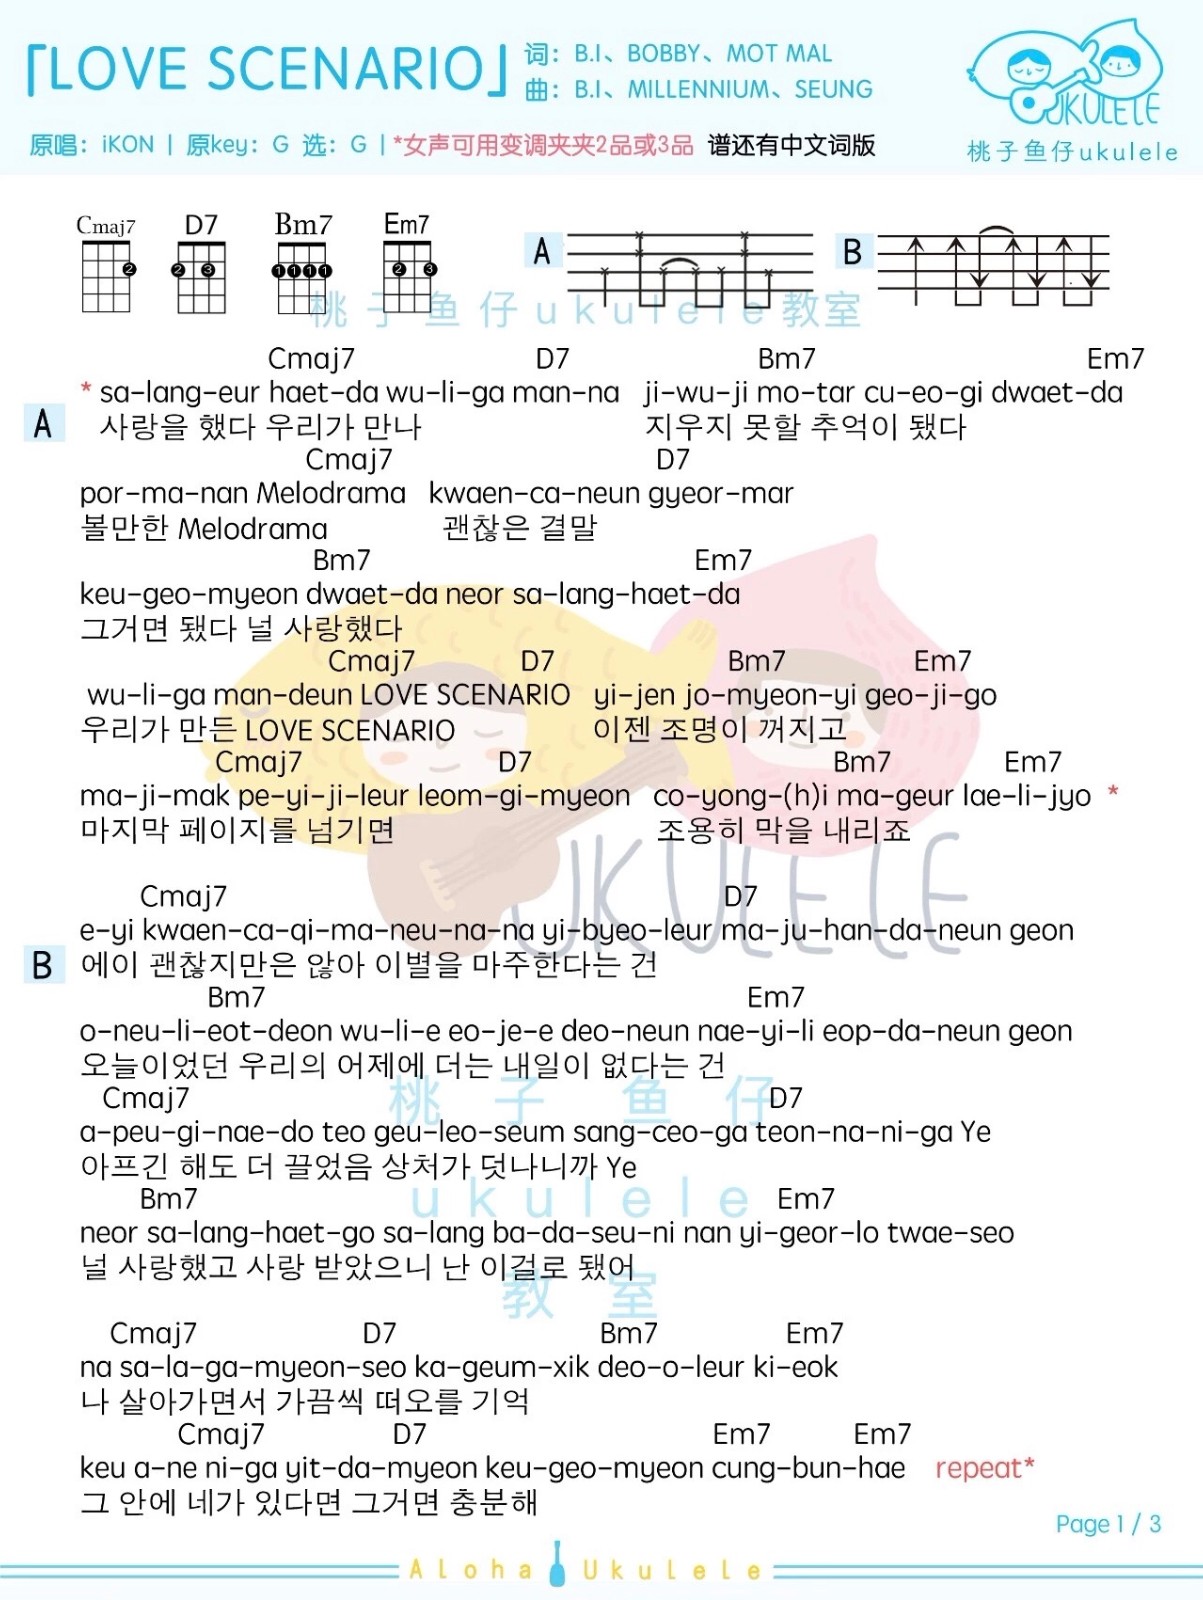 「LOVE SCENARIO」
词：B.I、BOBBY、MOT MAL
曲：B.I、MILLENNIUM、SEUNG
UKULELE
桃子鱼仔ukulele
原唱：iKON | 原key：G 选：G | *女声可用变调夹夹2品或3品 谱还有中文词版
Cmaj7 D7 Bm7 Em7 A B
2 2 3 1 1 1 1 2 3
桃子鱼仔ukulele教室
Cmaj7 D7 Bm7 Em7
* sa-lang-eur haet-da wu-li-ga man-na ji-wu-ji mo-tar cu-eo-gi dwaet-da
A 사랑을 했다 우리가 만나 지우지 못할 추억이 됐다
Cmaj7 D7
por-ma-nan Melodrama kwaen-ca-neun gyeor-mar
볼만한 Melodrama 괜찮은 결말
Bm7 Em7
keu-geo-myeon dwaet-da neor sa-lang-haet-da
그거면 됐다 널 사랑했다
Cmaj7 D7 Bm7 Em7
wu-li-ga man-deun LOVE SCENARIO yi-jen jo-myeon-yi geo-ji-go
우리가 만든 LOVE SCENARIO 이젠 조명이 꺼지고
Cmaj7 D7 Bm7 Em7
ma-ji-mak pe-yi-ji-leur leom-gi-myeon co-yong-(h)i ma-geur lae-li-jyo *
마지막 페이지를 넘기면 조용히 막을 내리죠
UKULELE
Cmaj7 D7
e-yi kwaen-ca-qi-ma-neu-na-na yi-byeo-leur ma-ju-han-da-neun geon
B 에이 괜찮지만은 않아 이별을 마주한다는 건
Bm7 Em7
o-neu-li-eot-deon wu-li-e eo-je-e deo-neun nae-yi-li eop-da-neun geon
오늘이었던 우리의 어제에 더는 내일이 없다는 건
桃子鱼仔
Cmaj7 D7
a-peu-gi-nae-do teo geu-leo-seum sang-ceo-ga teon-na-ni-ga Ye
아프긴 해도 더 끌었음 상처가 덧나니까 Ye
ukulele
Bm7 Em7
neor sa-lang-haet-go sa-lang ba-da-seu-ni nan yi-geor-lo twae-seo
널 사랑했고 사랑 받았으니 난 이걸로 됐어
教室
Cmaj7 D7 Bm7 Em7
na sa-la-ga-myeon-seo ka-geum-xik deo-o-leur ki-eok
나 살아가면서 가끔씩 떠오를 기억
Cmaj7 D7 Em7 Em7
keu a-ne ni-ga yit-da-myeon keu-geo-myeon cung-bun-hae repeat*
그 안에 네가 있다면 그거면 충분해
Page 1 / 3
Aloha Ukulele